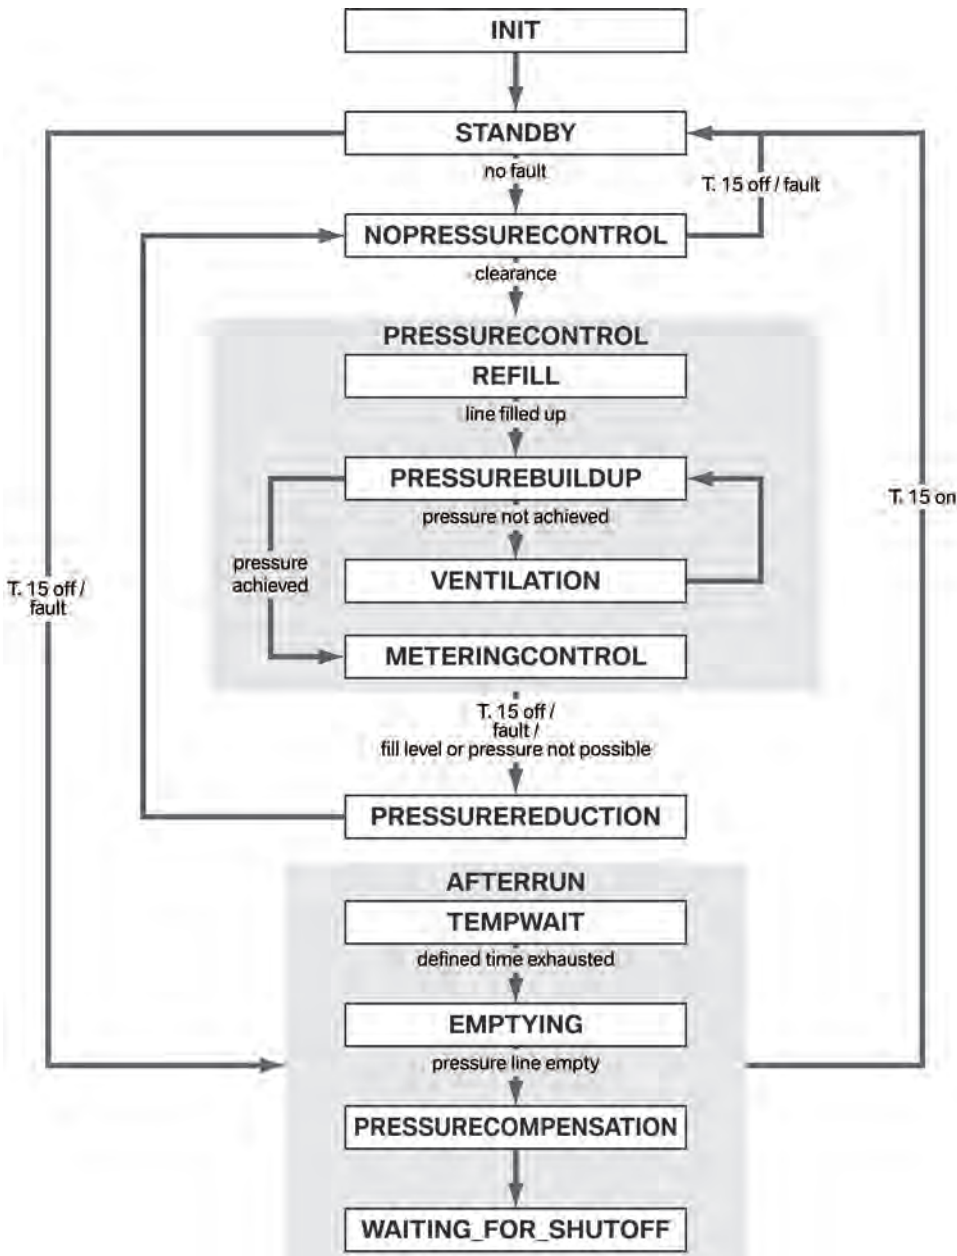 INIT
STANDBY
no fault
T. 15 off / fault
NOPRESSURECONTROL
clearance
PRESSURECONTROL
REFILL
line filled up
PRESSUREBUILDUP
pressure not achieved
T. 15 on
pressure
achieved
VENTILATION
T. 15 off /
fault
METERINGCONTROL
T. 15 off /
fault /
fill level or pressure not possible
PRESSUREREDUCTION
AFTERRUN
TEMPWAIT
defined time exhausted
EMPTYING
pressure line empty
PRESSURECOMPENSATION
WAITING_FOR_SHUTOFF